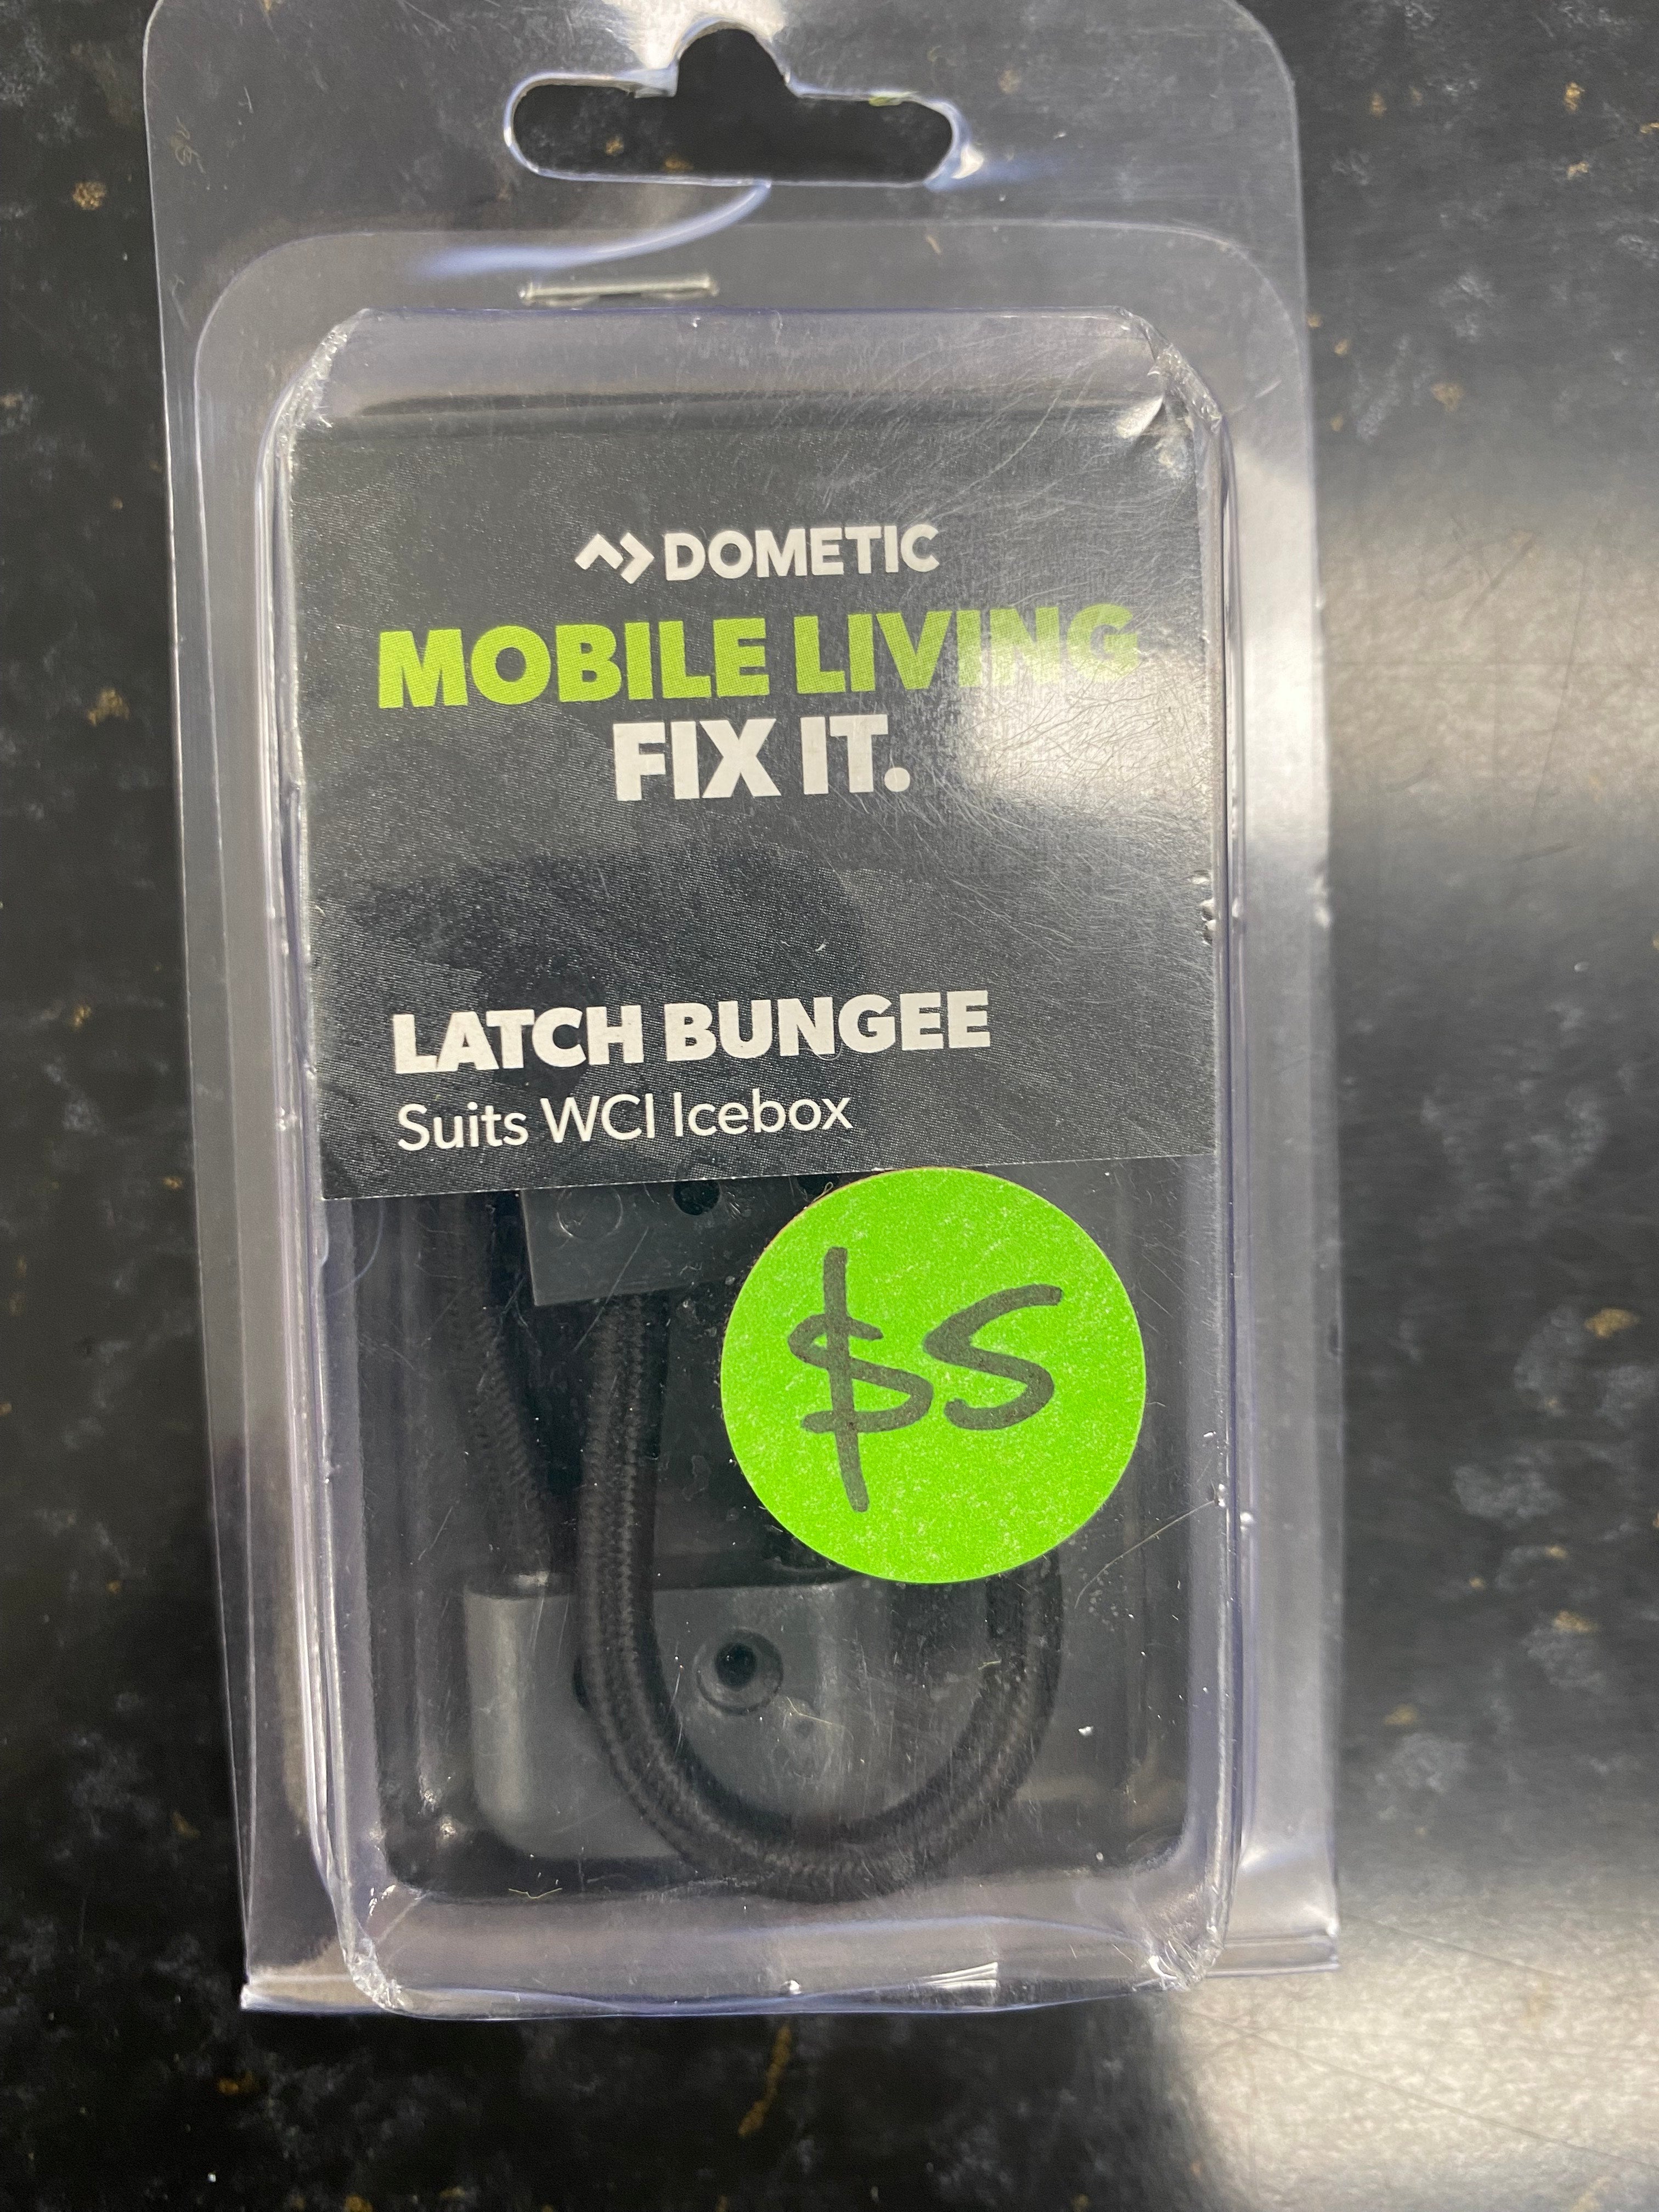 DOMETIC
MOBILE LIVING
FIX IT.
LATCH BUNGEE
Suits WCI Icebox
$5